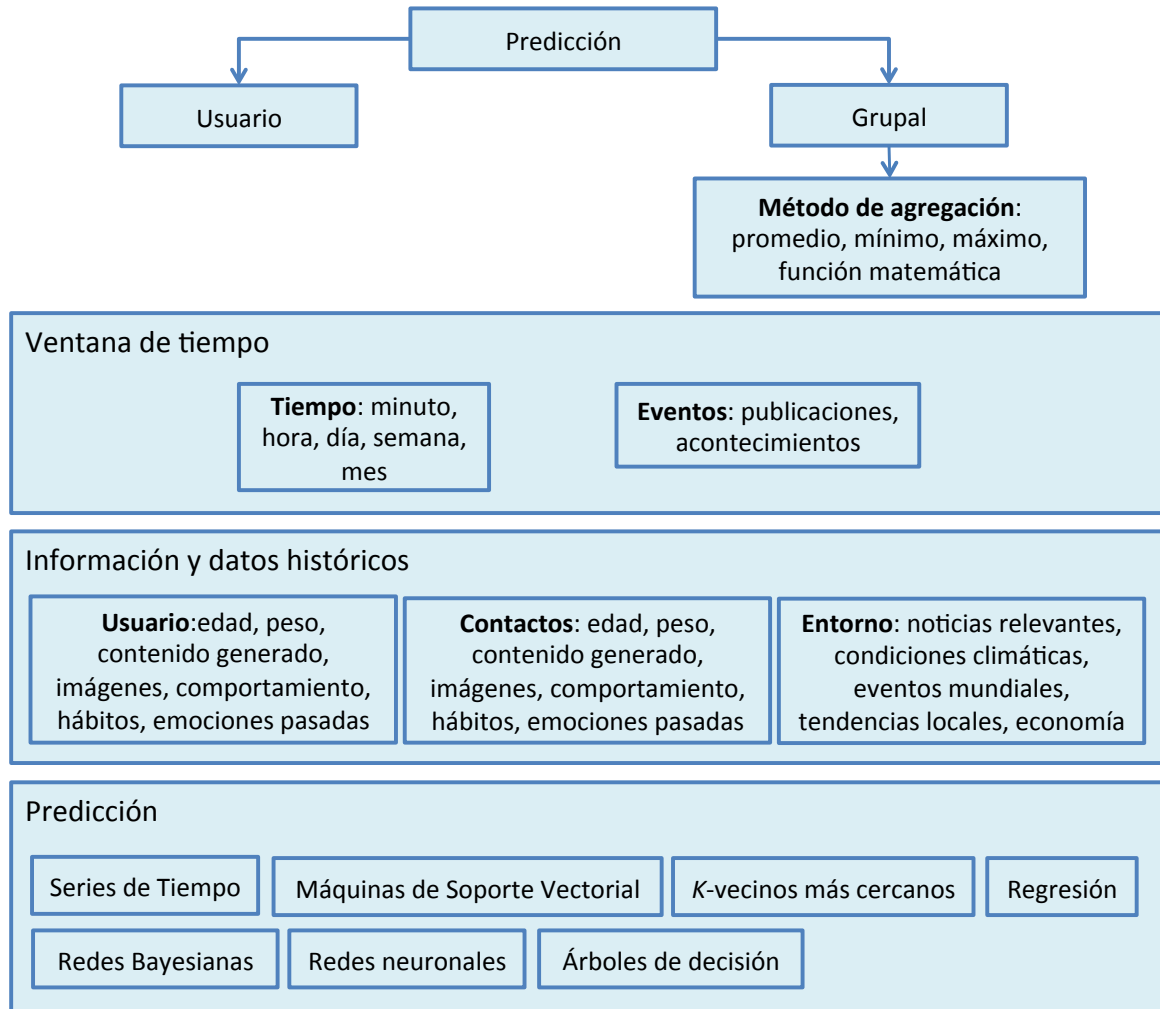 Predicción
Usuario
Grupal
Método de agregación:
promedio, mínimo, máximo,
función matemática
Ventana de tiempo
Tiempo: minuto,
hora, día, semana,
mes
Eventos: publicaciones,
acontecimientos
Información y datos históricos
Usuario:edad, peso,
contenido generado,
imágenes, comportamiento,
hábitos, emociones pasadas
Contactos: edad, peso,
contenido generado,
imágenes, comportamiento,
hábitos, emociones pasadas
Entorno: noticias relevantes,
condiciones climáticas,
eventos mundiales,
tendencias locales, economía
Predicción
Series de Tiempo
Máquinas de Soporte Vectorial
K-vecinos más cercanos
Regresión
Redes Bayesianas
Redes neuronales
Árboles de decisión